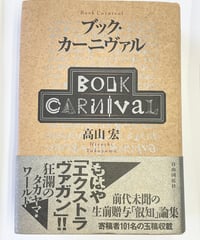 Book Carnival
ブック・
カーニヴァル
BOOK
CARNIVAL
高山 宏
Hiroshi
Takayama
自由国民社
もはや
「エクストラ
ヴァガン」!!
狂瀾の
タカヤマ・
ワールド
前代未聞の
生前贈与「叡知」論集
寄稿者101名の玉稿収載